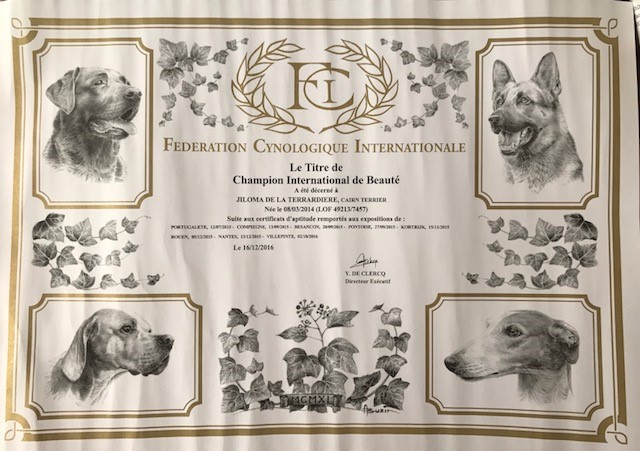 FCI
FEDERATION CYNOLOGIQUE INTERNATIONALE
Le Titre de
Champion International de Beauté
A été décerné à
JILOMA DE LA TERRARDIERE, CAIRN TERRIER
Née le 08/03/2014 (LOF 49213/7457)
Suite aux certificats d'aptitude remportés aux expositions de :
PORTUGALETE, 12/07/2015 - COMPIEGNE, 13/09/2015 - BESANÇON, 20/09/2015 - PONTOISE, 27/09/2015 - KORTRIJK, 15/11/2015
ROUEN, 05/12/2015 - NANTES, 13/12/2015 - VILLEPINTE, 02/10/2016
Le 16/12/2016
Y. DE CLERCQ
Directeur Exécutif
MCMXI